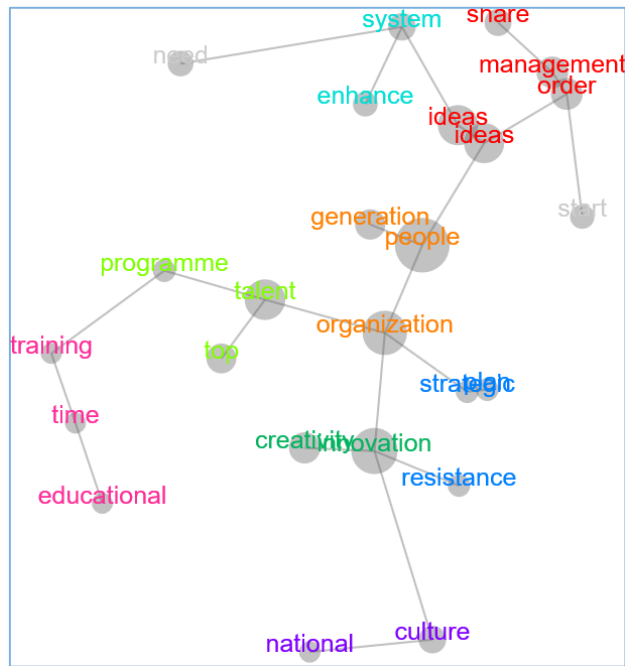 share
system
need
management
order
enhance
ideas
ideas
start
generation
people
programme
talent
organization
training
top
strategic
plan
time
creativity
innovation
resistance
educational
culture
national